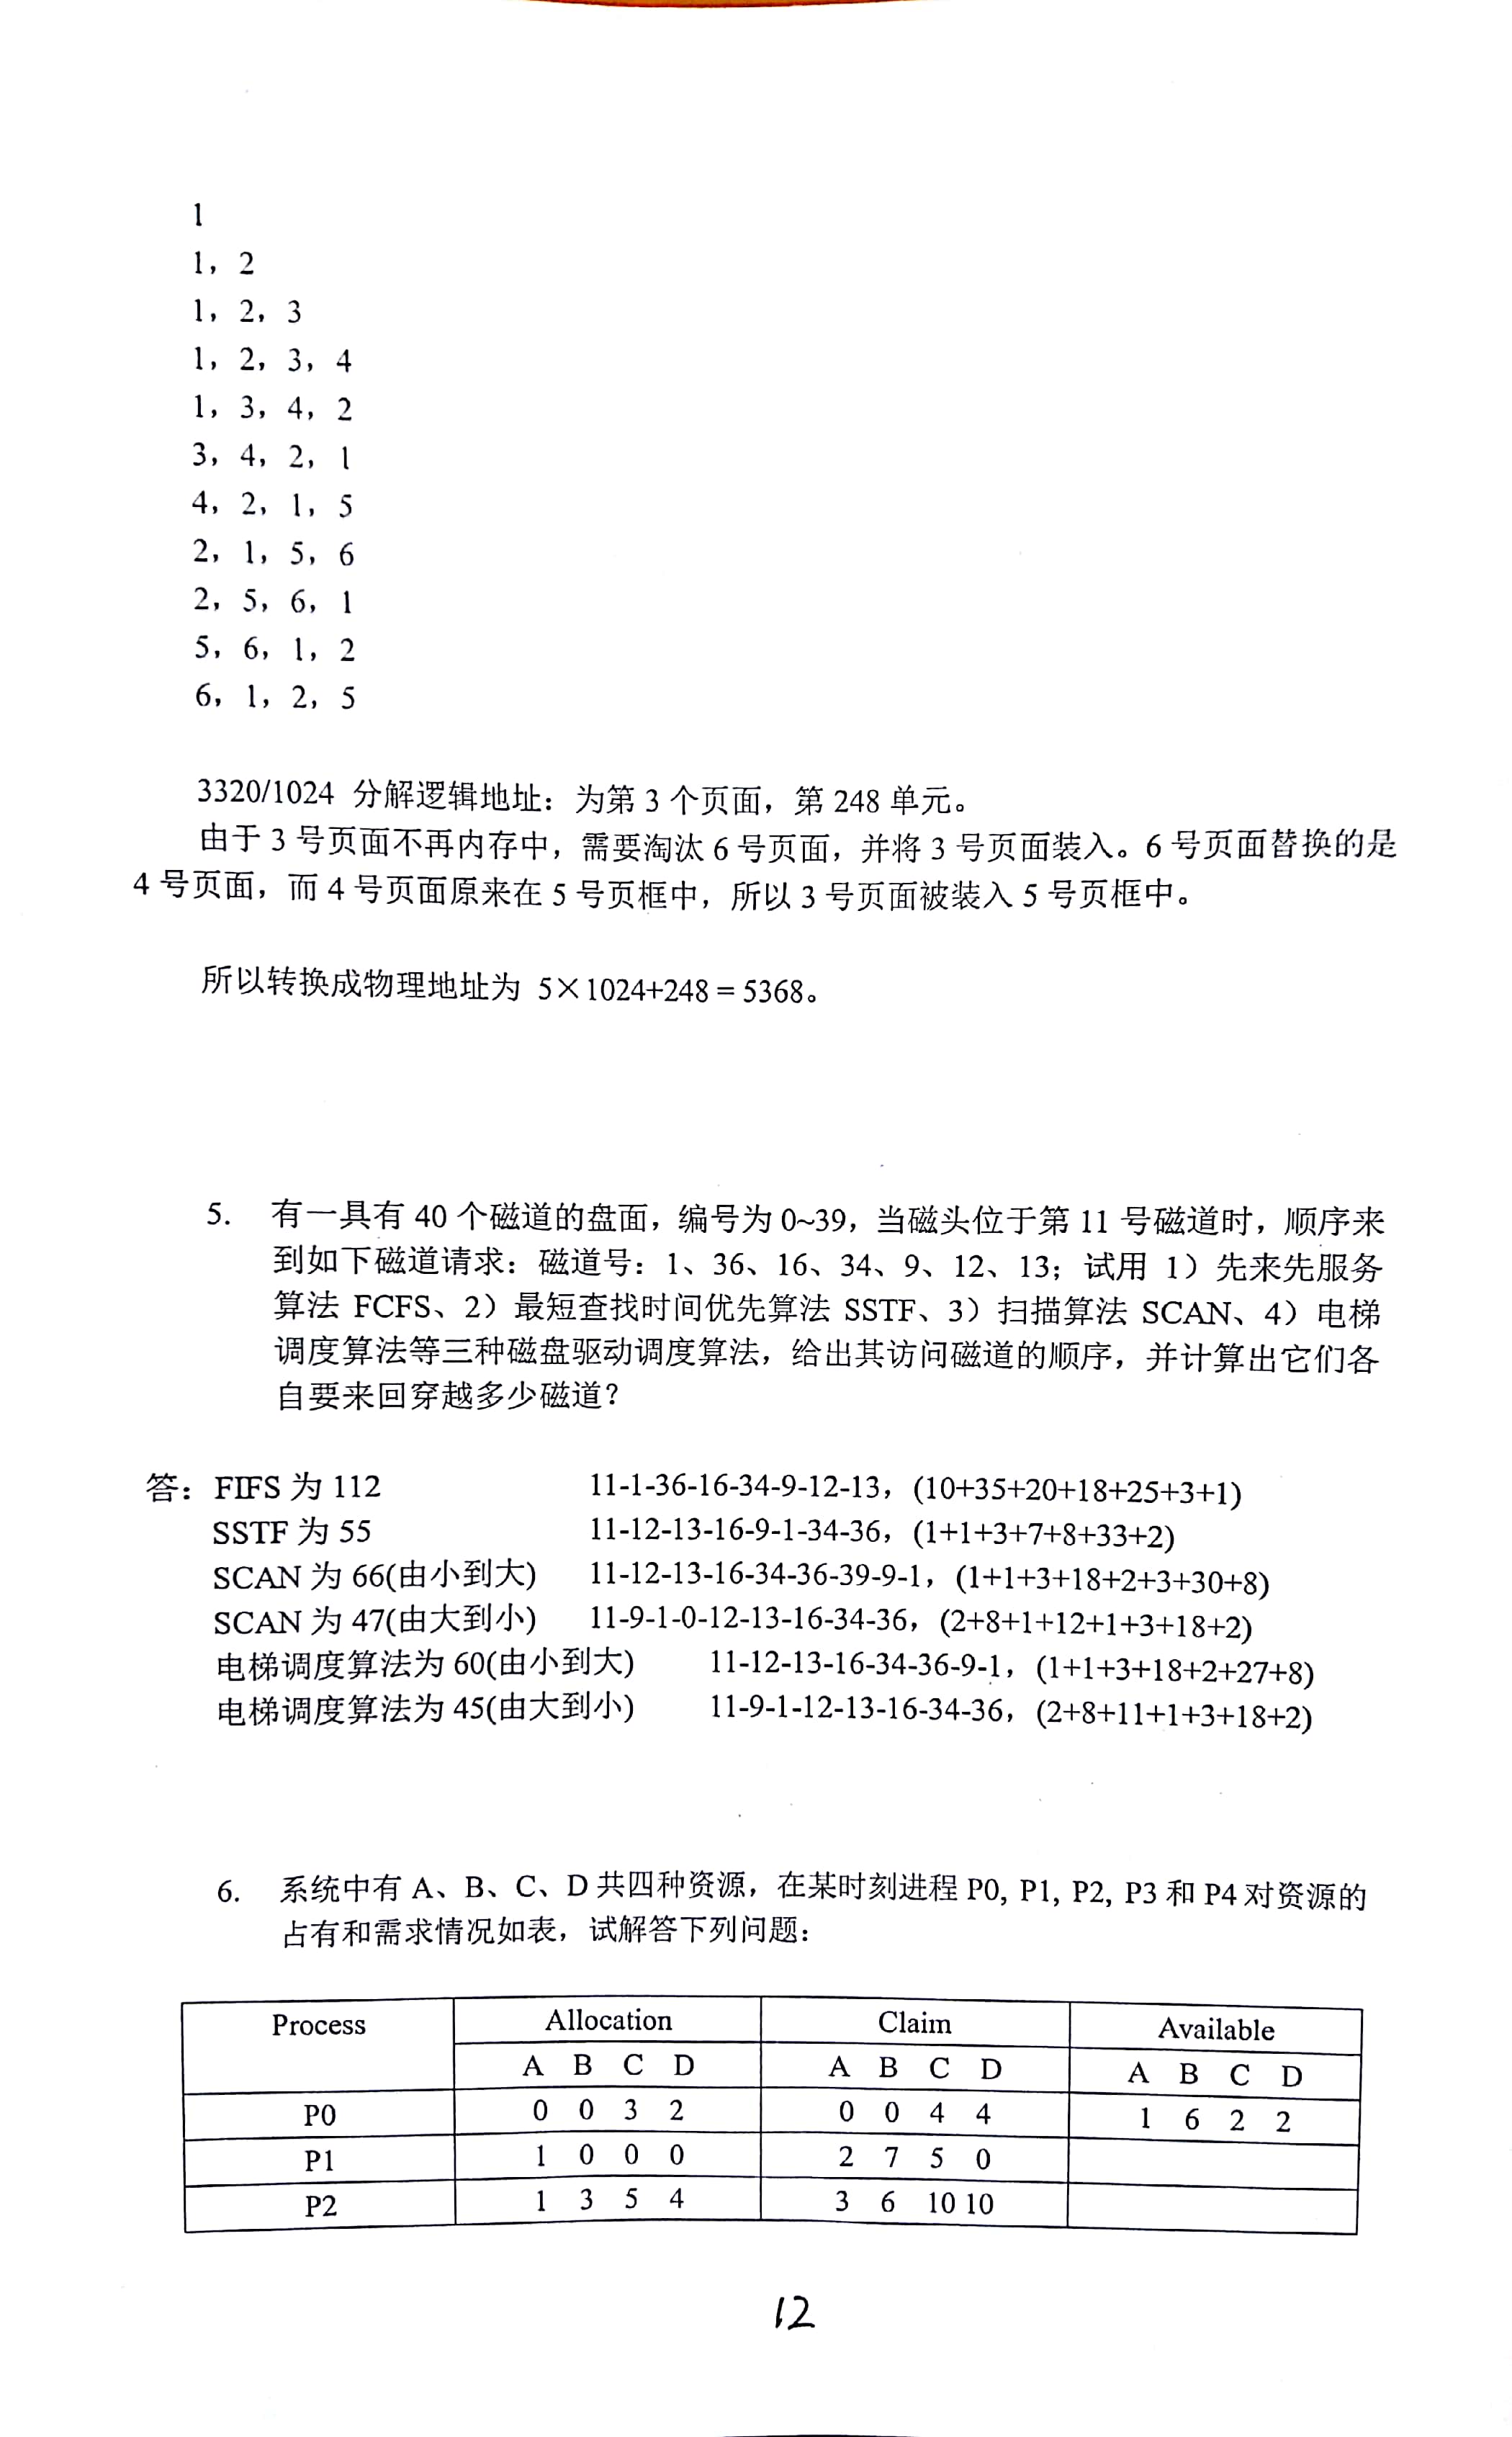 1
1，2
1，2，3
1，2，3，4
1，3，4，2
3，4，2，1
4，2，1，5
2，1，5，6
2，5，6，1
5，6，1，2
6，1，2，5
3320/1024 分解逻辑地址：为第 3 个页面，第 248 单元。
由于 3 号页面不再内存中，需要淘汰 6 号页面，并将 3 号页面装入。6 号页面替换的是
4 号页面，而 4 号页面原来在 5 号页框中，所以 3 号页面被装入 5 号页框中。
所以转换成物理地址为 5×1024+248 = 5368。
5. 有一具有 40 个磁道的盘面，编号为 0~39，当磁头位于第 11 号磁道时，顺序来
到如下磁道请求：磁道号：1、36、16、34、9、12、13；试用 1）先来先服务
算法 FCFS、2）最短查找时间优先算法 SSTF、3）扫描算法 SCAN、4）电梯
调度算法等三种磁盘驱动调度算法，给出其访问磁道的顺序，并计算出它们各
自要来回穿越多少磁道？
答：FIFS 为 112 11-1-36-16-34-9-12-13，(10+35+20+18+25+3+1)
SSTF 为 55 11-12-13-16-9-1-34-36，(1+1+3+7+8+33+2)
SCAN 为 66(由小到大) 11-12-13-16-34-36-39-9-1，(1+1+3+18+2+3+30+8)
SCAN 为 47(由大到小) 11-9-1-0-12-13-16-34-36，(2+8+1+12+1+3+18+2)
电梯调度算法为 60(由小到大) 11-12-13-16-34-36-9-1，(1+1+3+18+2+27+8)
电梯调度算法为 45(由大到小) 11-9-1-12-13-16-34-36，(2+8+11+1+3+18+2)
6. 系统中有 A、B、C、D 共四种资源，在某时刻进程 P0, P1, P2, P3 和 P4 对资源的
占有和需求情况如表，试解答下列问题：
Process Allocation Claim Available
A B C D A B C D A B C D
P0 0 0 3 2 0 0 4 4 1 6 2 2
P1 1 0 0 0 2 7 5 0
P2 1 3 5 4 3 6 10 10
12